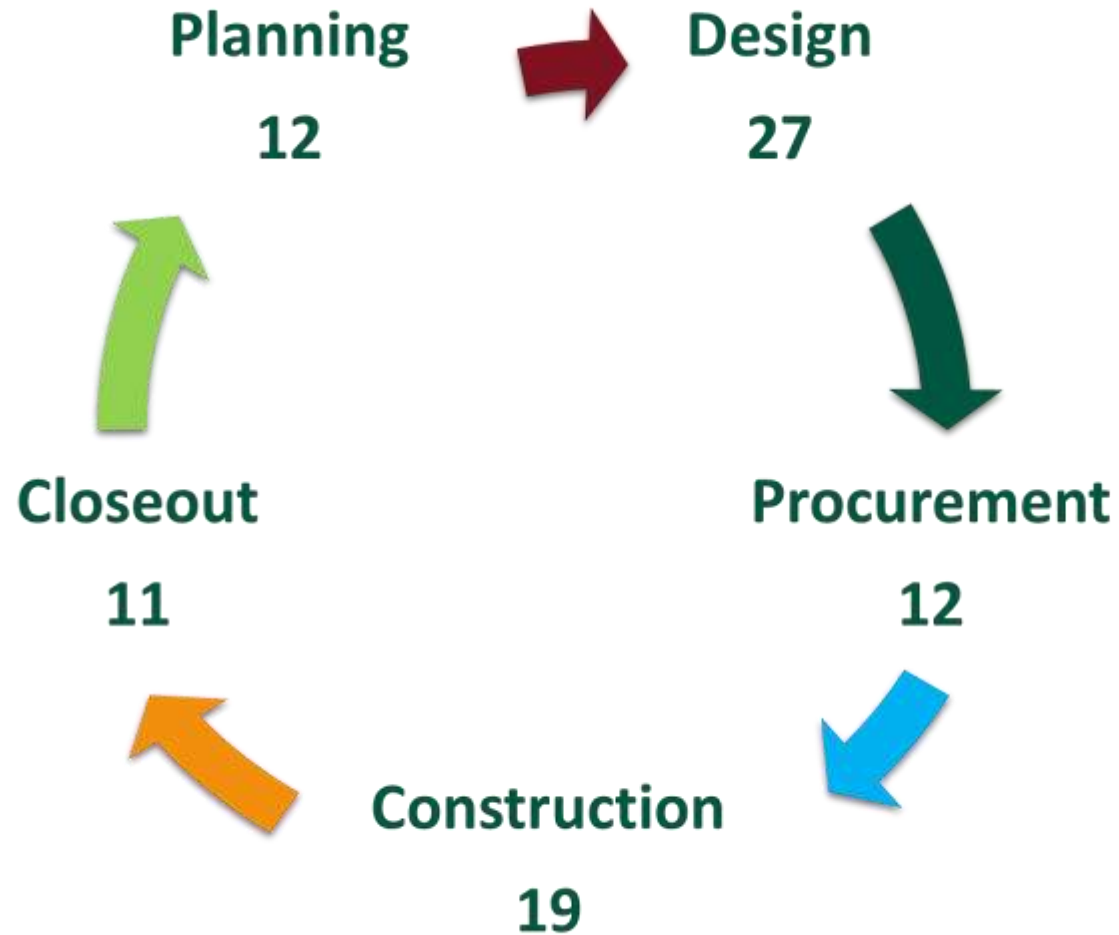 Planning
12
Design
27
Procurement
12
Construction
19
Closeout
11